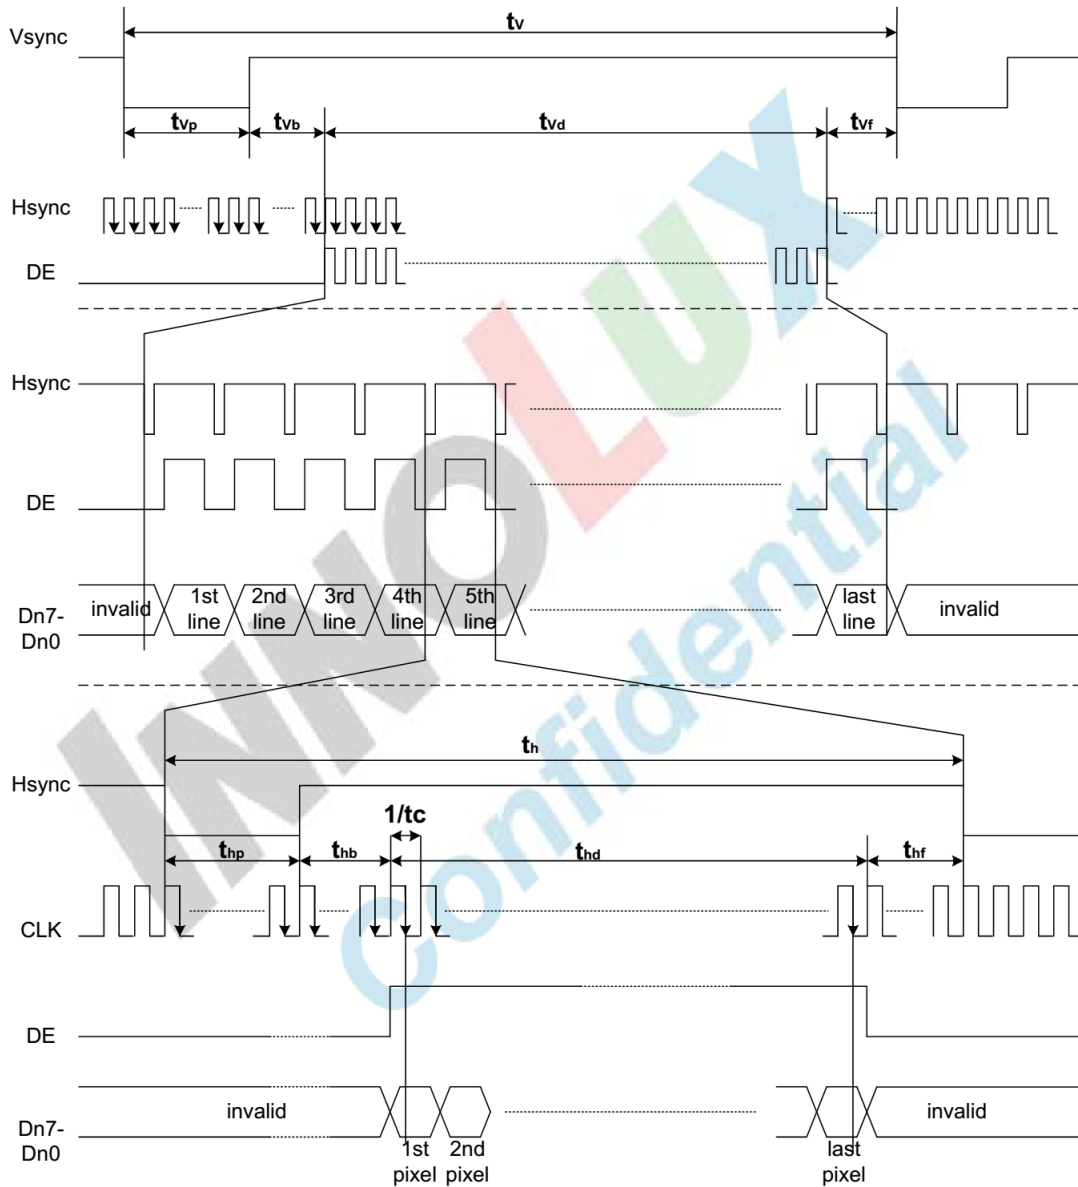 tv
Vsync
tvp
tvb
tvd
tvf
Hsync
DE
Hsync
DE
Dn7-
Dn0
invalid
1st
line
2nd
line
3rd
line
4th
line
5th
line
last
line
invalid
th
Hsync
1/tc
thp
thb
thd
thf
CLK
DE
Dn7-
Dn0
invalid
1st
pixel
2nd
pixel
last
pixel
invalid
INNOLUX
Confidential